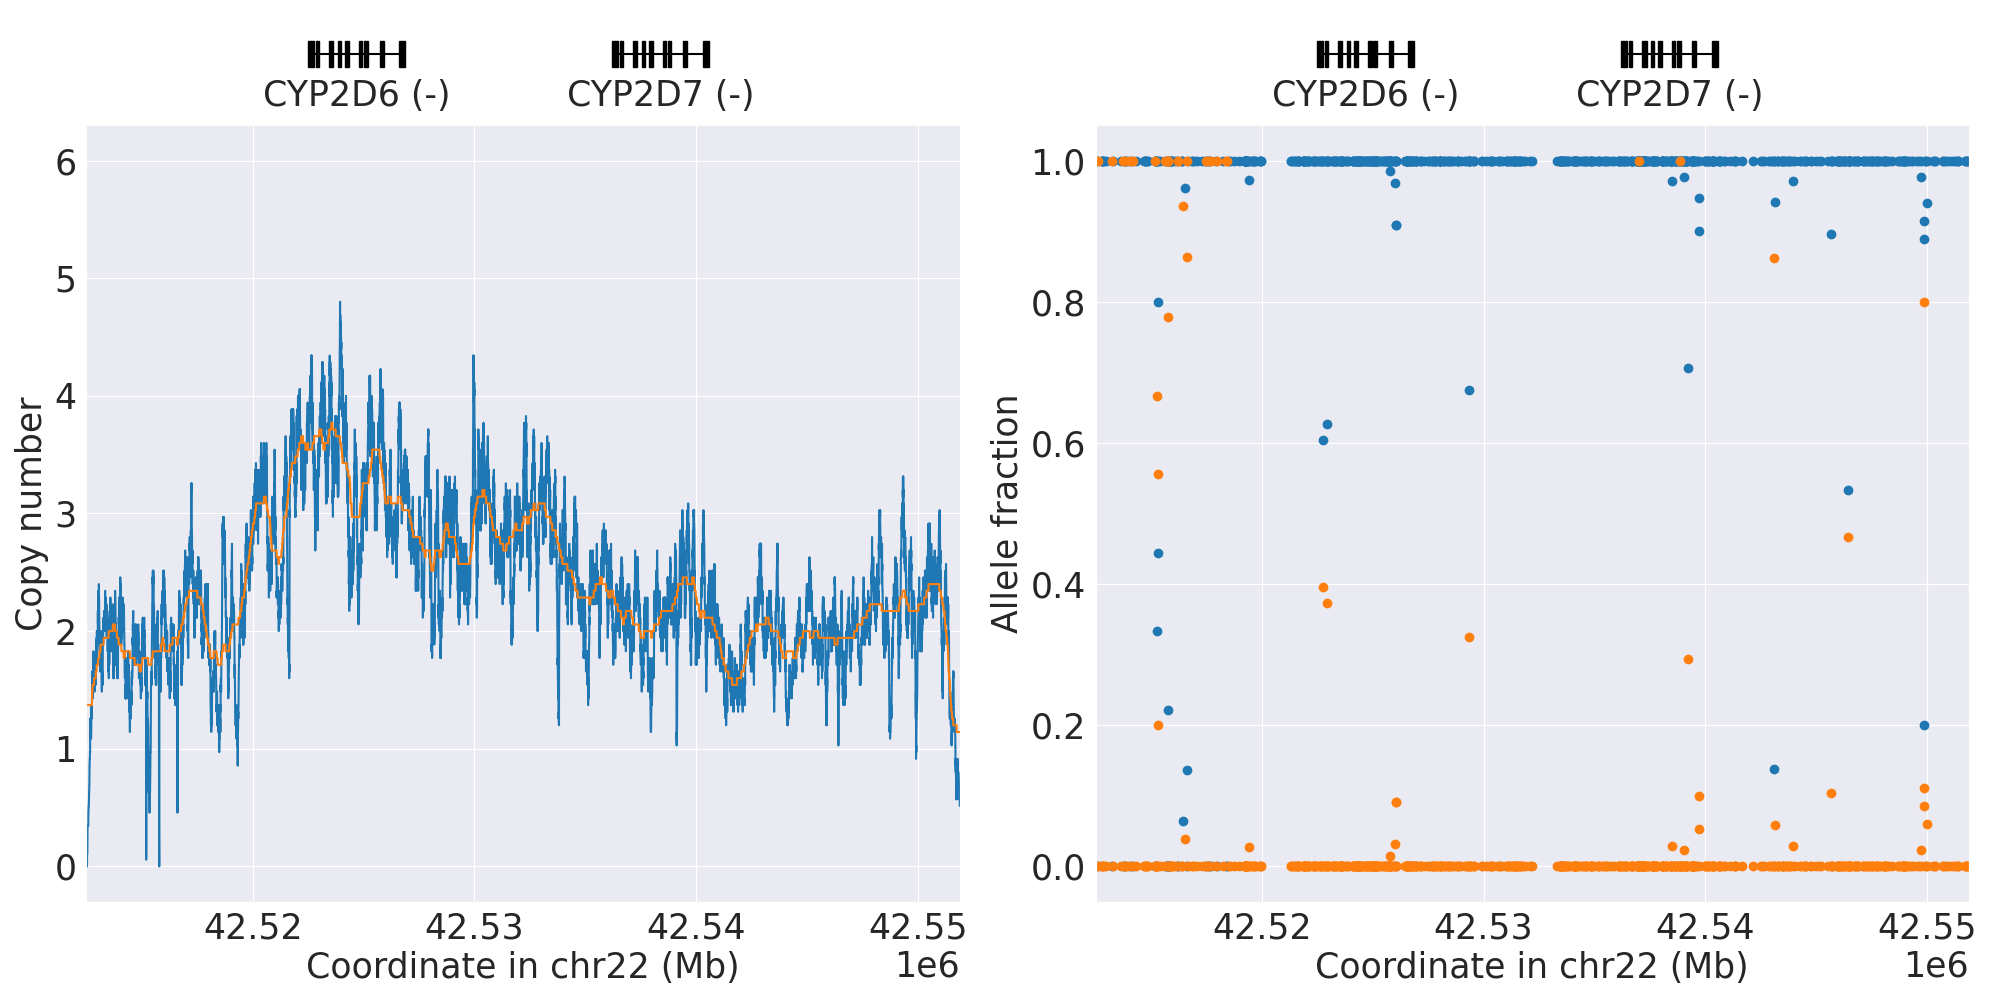 CYP2D6 (-) CYP2D7 (-)
6
5
4
3
2
1
0
Copy number
42.52 42.53 42.54 42.55
Coordinate in chr22 (Mb) 1e6
CYP2D6 (-) CYP2D7 (-)
1.0
0.8
0.6
0.4
0.2
0.0
Allele fraction
42.52 42.53 42.54 42.55
Coordinate in chr22 (Mb) 1e6